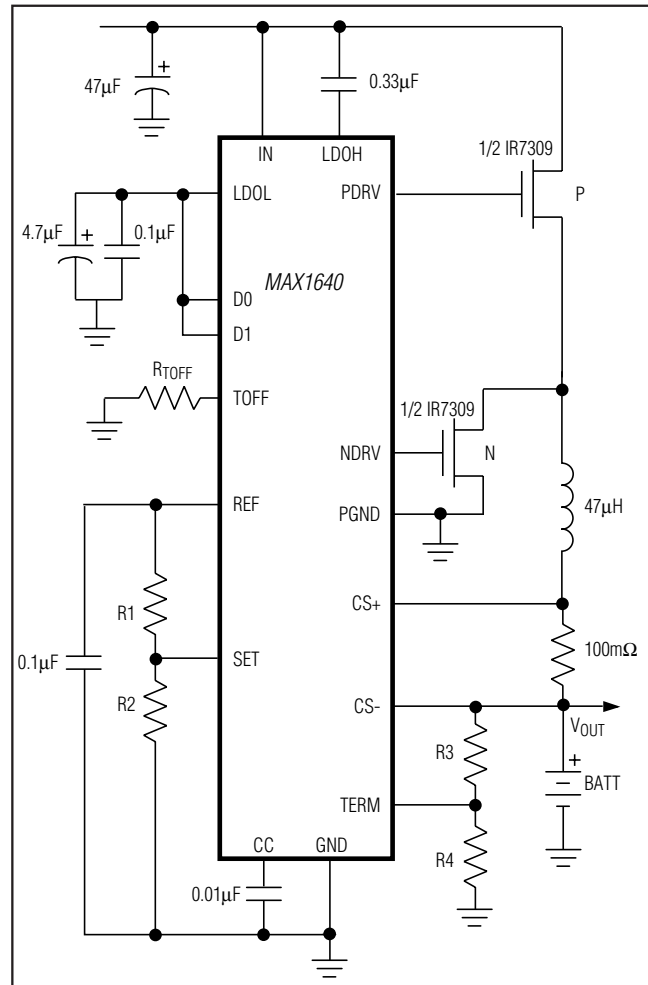 47µF
+
0.33µF
IN
LDOH
1/2 IR7309
LDOL
PDRV
P
4.7µF
+
0.1µF
MAX1640
D0
D1
RTOFF
TOFF
1/2 IR7309
NDRV
N
REF
PGND
47µH
R1
CS+
0.1µF
SET
100mΩ
R2
CS-
VOUT
R3
+
BATT
TERM
CC
GND
R4
0.01µF